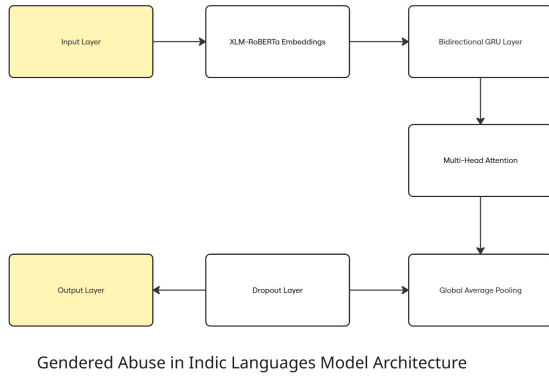 Input Layer
XLM-RoBERTa Embeddings
Bidirectional GRU Layer
Multi-Head Attention
Output Layer
Dropout Layer
Global Average Pooling
Gendered Abuse in Indic Languages Model Architecture